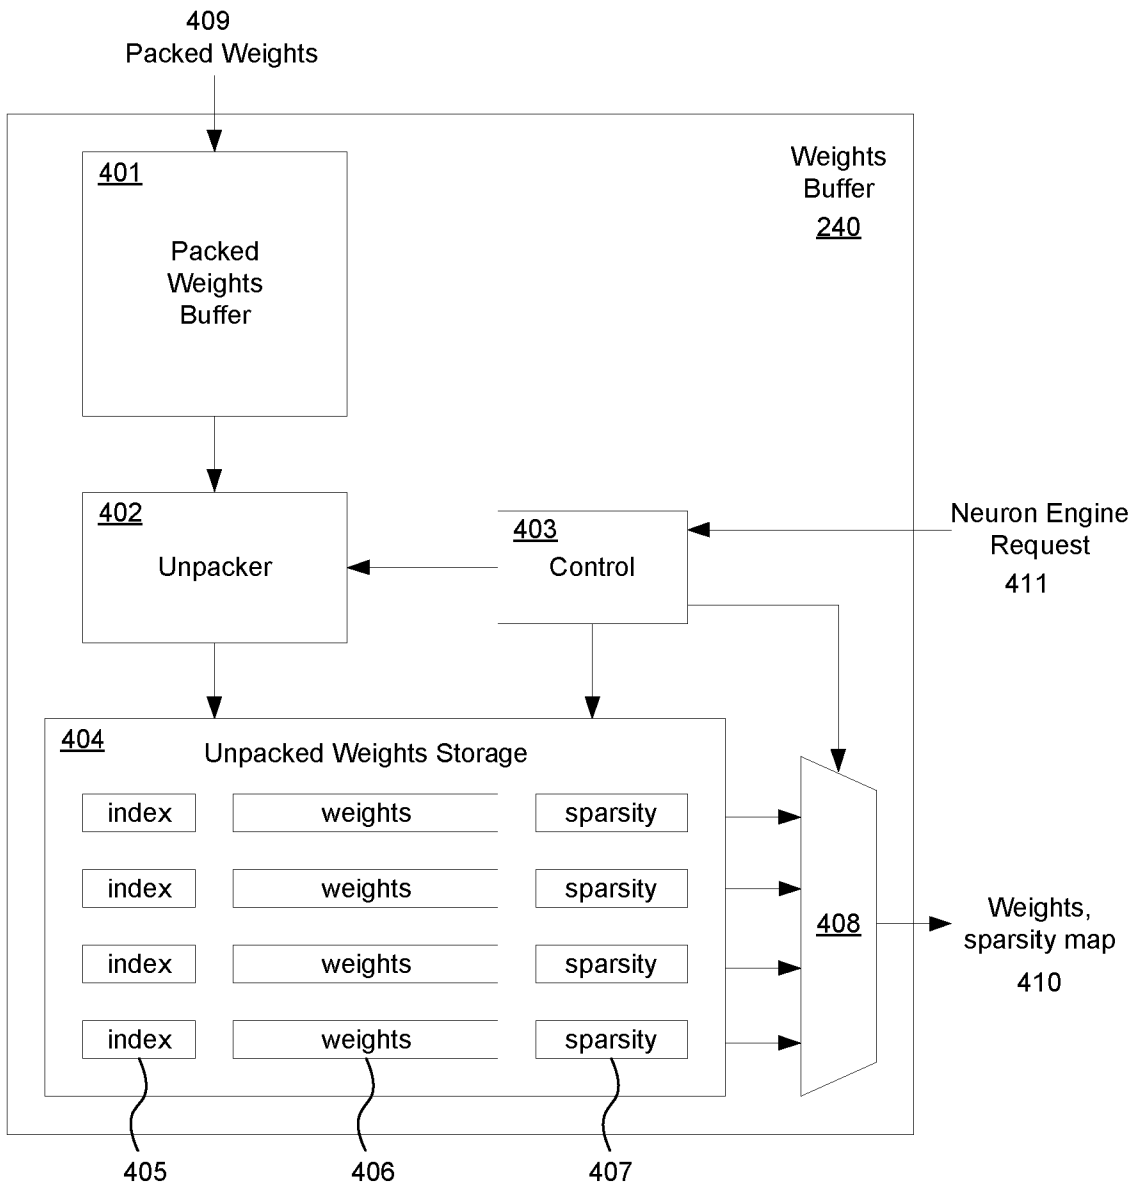 409
Packed Weights
401
Packed
Weights
Buffer
Weights
Buffer
240
402
Unpacker
403
Control
Neuron Engine
Request
411
404
Unpacked Weights Storage
index weights sparsity
index weights sparsity
index weights sparsity
index weights sparsity
408
Weights,
sparsity map
410
405 406 407